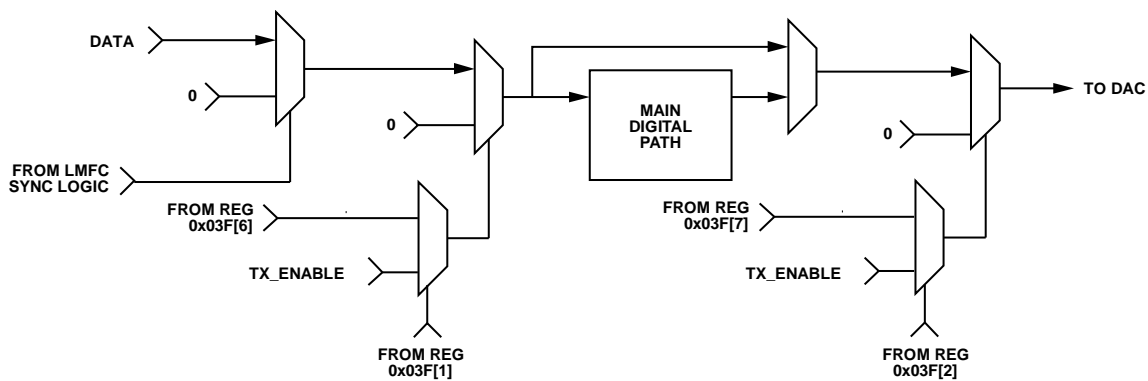 DATA
0
FROM LMFC
SYNC LOGIC
0
FROM REG
0x03F[6]
TX_ENABLE
FROM REG
0x03F[1]
MAIN
DIGITAL
PATH
TO DAC
0
FROM REG
0x03F[7]
TX_ENABLE
FROM REG
0x03F[2]